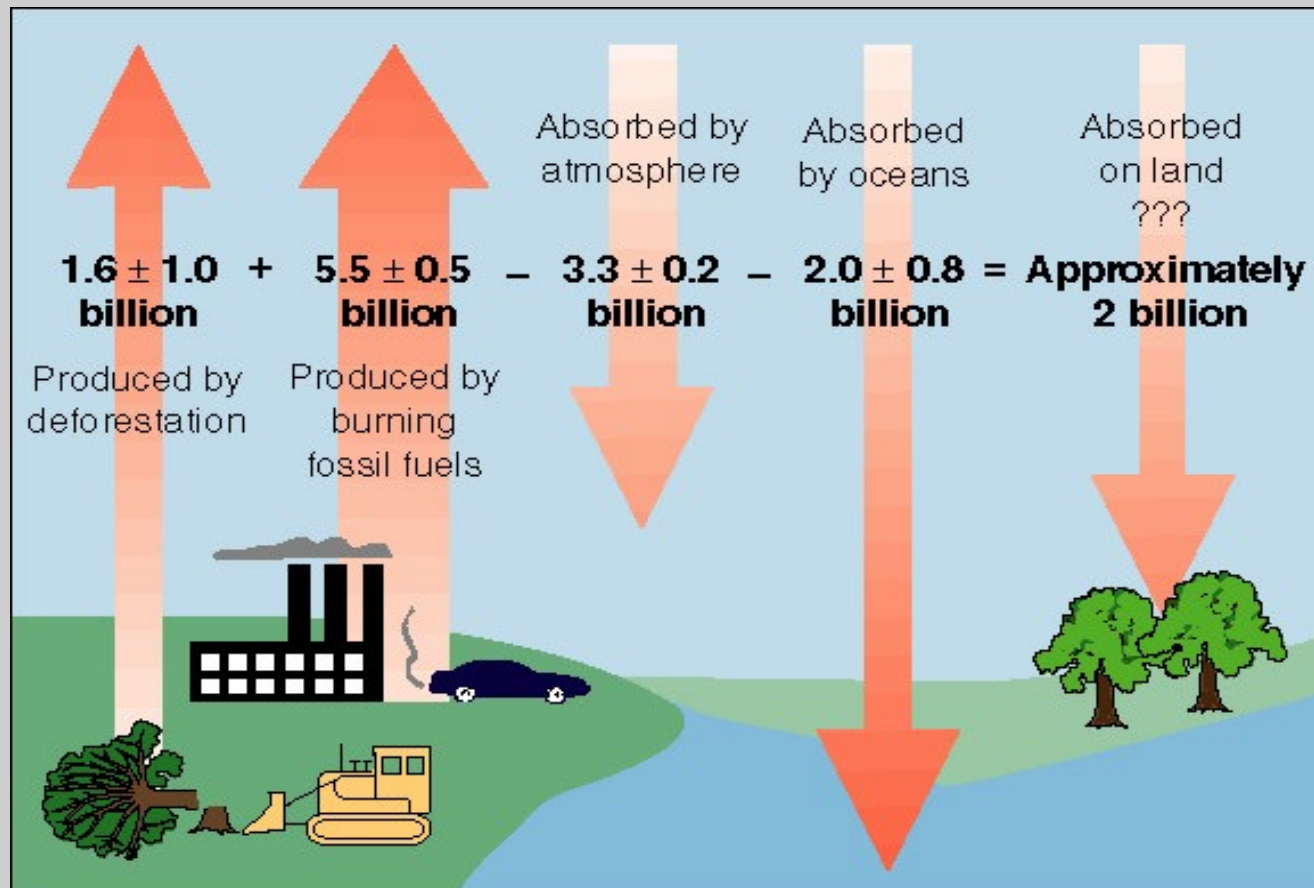 Absorbed by
atmosphere
Absorbed
by oceans
Absorbed
on land
???
1.6 ± 1.0 + 5.5 ± 0.5 – 3.3 ± 0.2 – 2.0 ± 0.8 = Approximately
billion billion billion billion 2 billion
Produced by
deforestation
Produced by
burning
fossil fuels